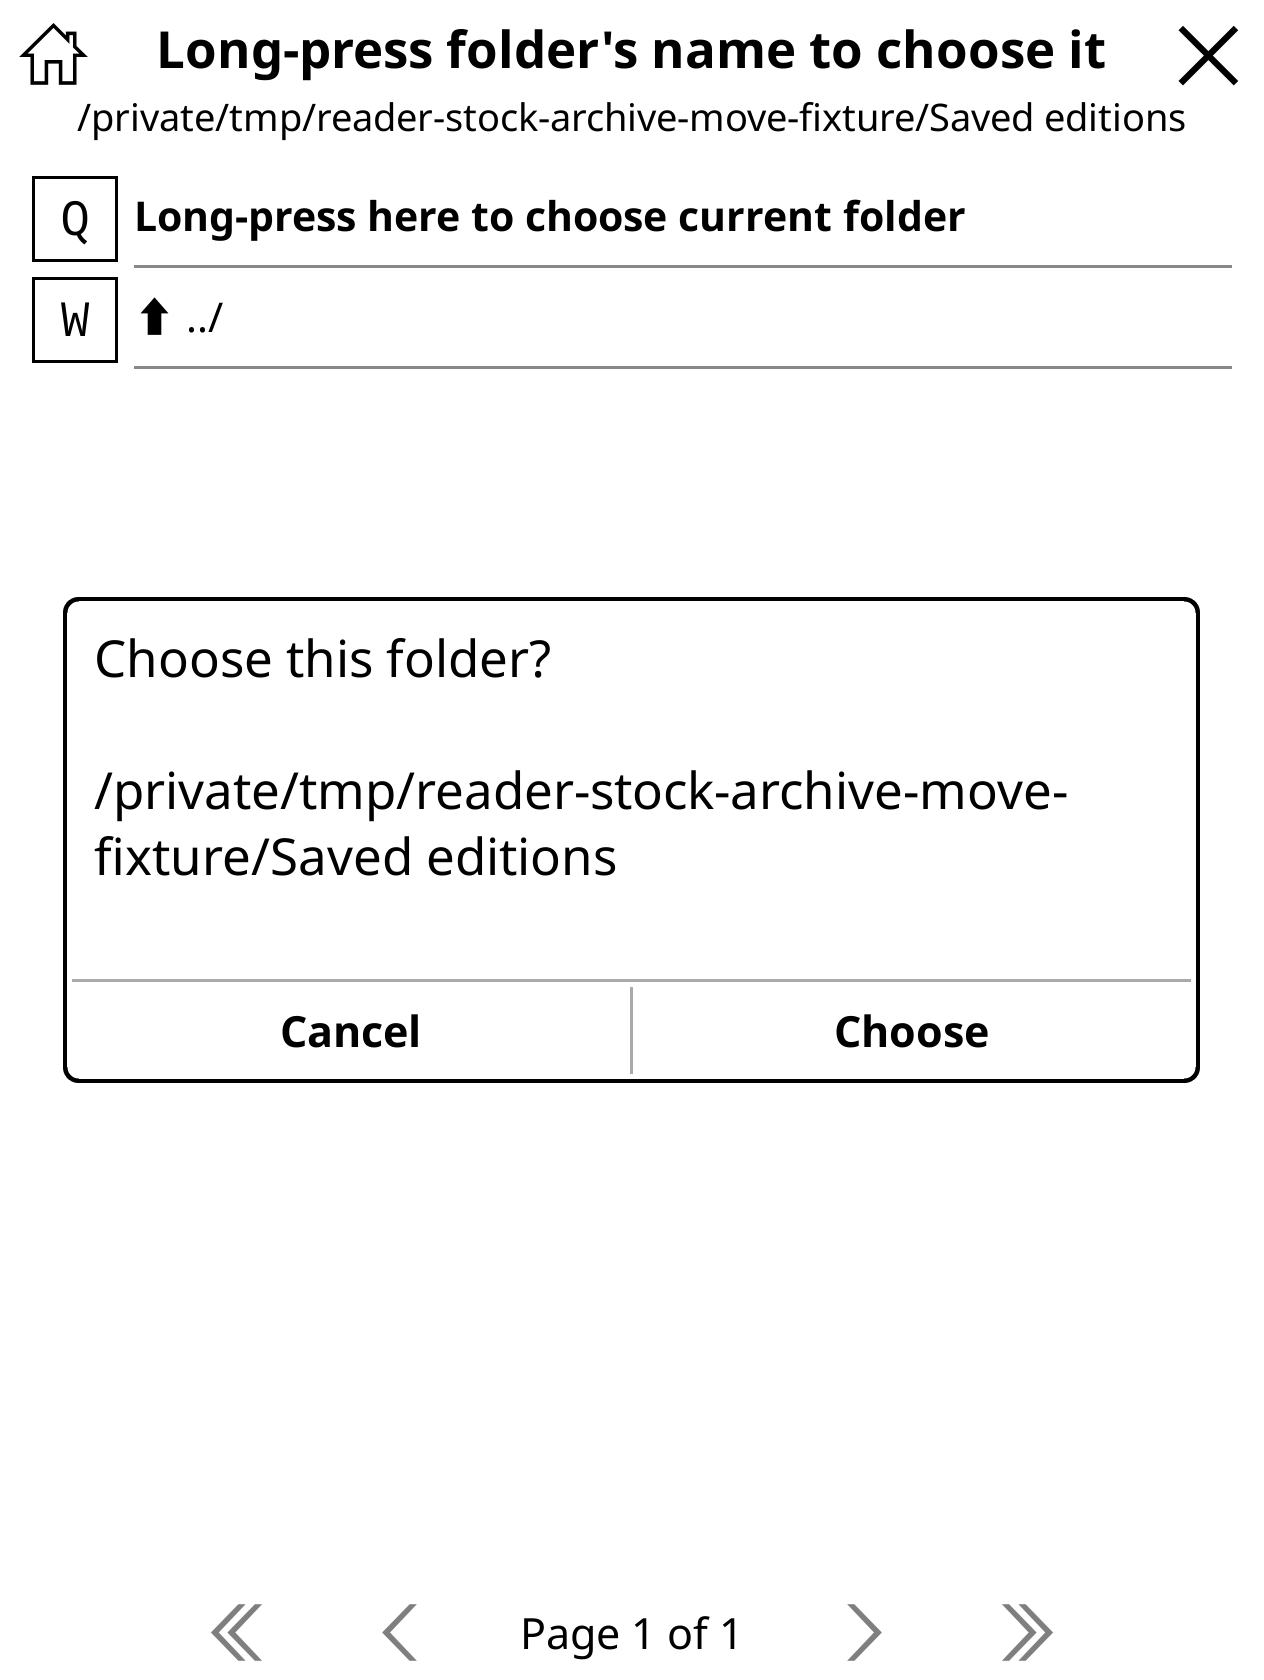 Long-press folder's name to choose it
/private/tmp/reader-stock-archive-move-fixture/Saved editions
Q Long-press here to choose current folder
W ../
Choose this folder?
/private/tmp/reader-stock-archive-move-
fixture/Saved editions
Cancel Choose
Page 1 of 1